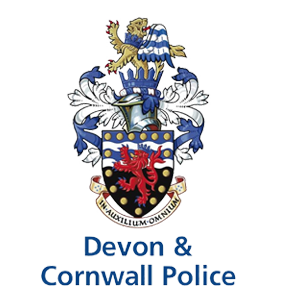 IN·AUXILIUM·OMNIUM
Devon &
Cornwall Police